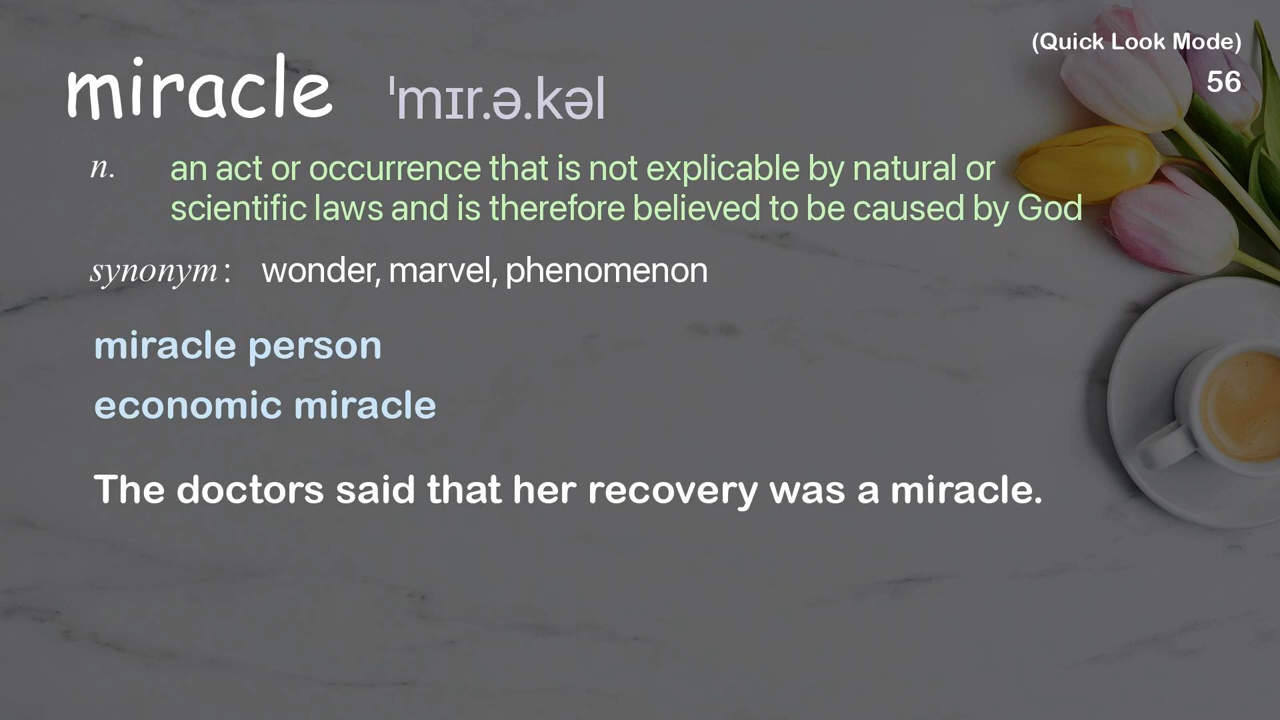 (Quick Look Mode)
56
miracle ˈmɪr.ə.kəl
n. an act or occurrence that is not explicable by natural or
scientific laws and is therefore believed to be caused by God
synonym: wonder, marvel, phenomenon
miracle person
economic miracle
The doctors said that her recovery was a miracle.